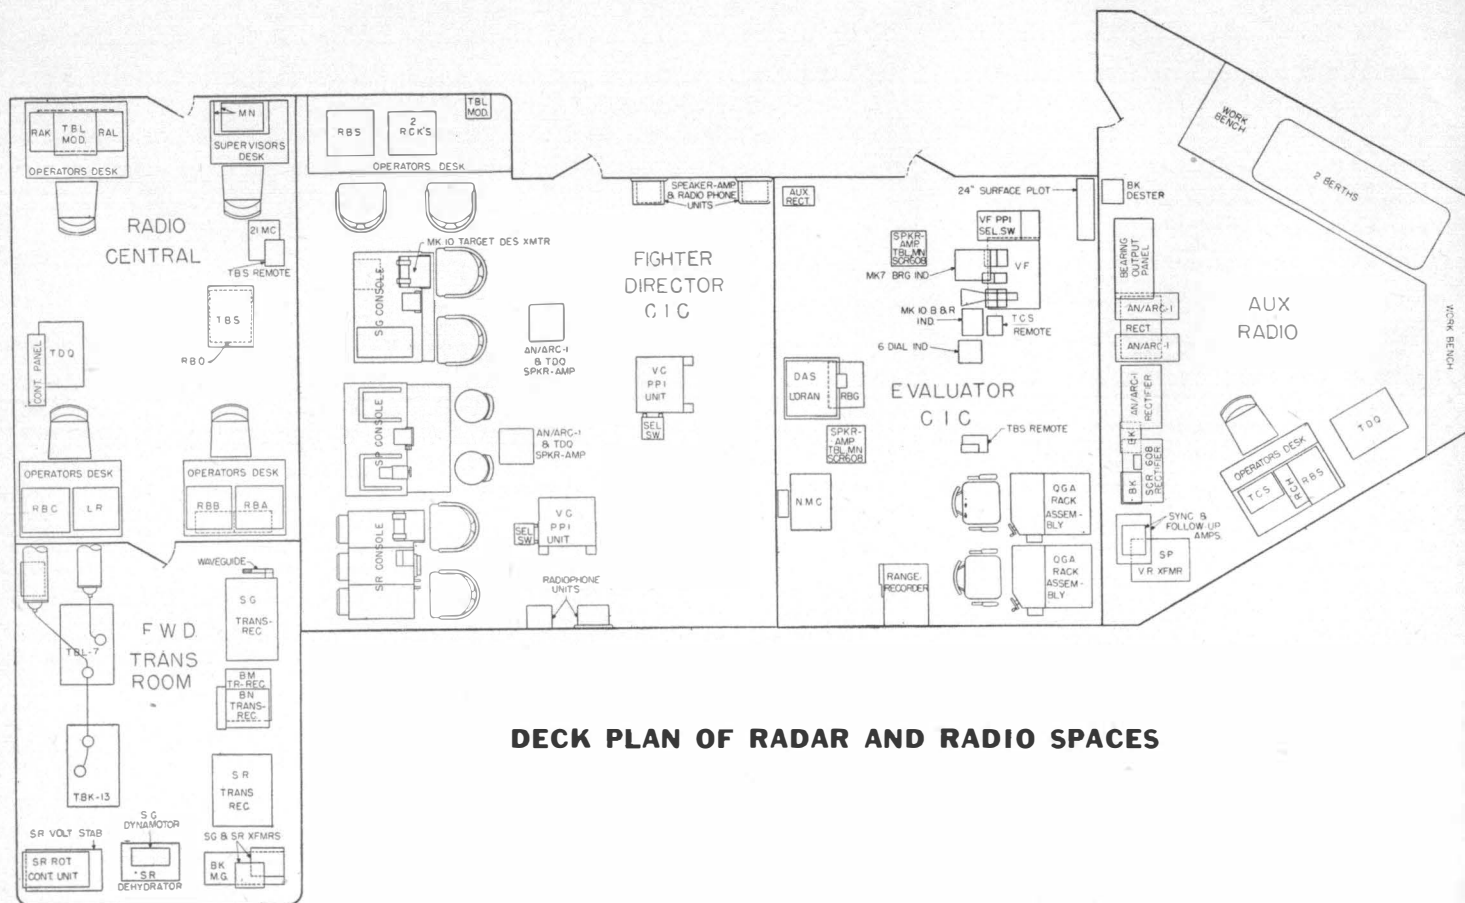 RAK
TBL
MOD.
RAL
OPERATORS DESK
MN
SUPERVISORS
DESK
RADIO
CENTRAL
21 MC
TBS REMOTE
TBS
RBO
CONT. PANEL
TDQ
OPERATORS DESK
RBC
LR
OPERATORS DESK
RBB
RBA
RBS
2
RCK'S
TBL
MOD.
OPERATORS DESK
SPEAKER-AMP
& RADIO PHONE
UNITS
MK 10 TARGET DES XMTR
SG CONSOLE
FIGHTER
DIRECTOR
CIC
AN/ARC-1
& TDQ
SPKR-AMP
VC
PPI
UNIT
SEL
SW.
SP CONSOLE
AN/ARC-1
& TDQ
SPKR-AMP
SR CONSOLE
VC
PPI
UNIT
SEL
SW.
RADIOPHONE
UNITS
AUX
RECT.
24" SURFACE PLOT
VF PPI
SEL.SW
SPKR-
AMP
TBL,MN
SCR608
MK7 BRG IND
VF
MK 10 B & R
IND.
TCS
REMOTE
6 DIAL IND
DAS
LORAN
RBG
EVALUATOR
CIC
SPKR-
AMP
TBL,MN
SCR608
TBS REMOTE
NMC
QGA
RACK
ASSEM-
BLY
RANGE
RECORDER
QGA
RACK
ASSEM-
BLY
BK
DESTER
WORK
BENCH
2 BERTHS
BEARING
OUTPUT
PANEL
AN/ARC-1
RECT
AN/ARC-1
AUX
RADIO
WORK BENCH
AN/ARC-1
RECTIFIER
BK
BK
SCR 608
RECTIFIER
OPERATORS DESK
TCS
RCH
RBS
TDQ
SYNC &
FOLLOW-UP
AMPS.
SP
V.R XFMR
WAVEGUIDE
SG
TRANS-
REC
TBL-7
FWD
TRANS
ROOM
BM
TR-REC.
BN
TRANS-
REC.
TBK-13
SR
TRANS
REC
SR VOLT STAB
SG
DYNAMOTOR
SG & SR XFMRS
SR ROT
CONT. UNIT
SR
DEHYDRATOR
BK
M.G.
DECK PLAN OF RADAR AND RADIO SPACES